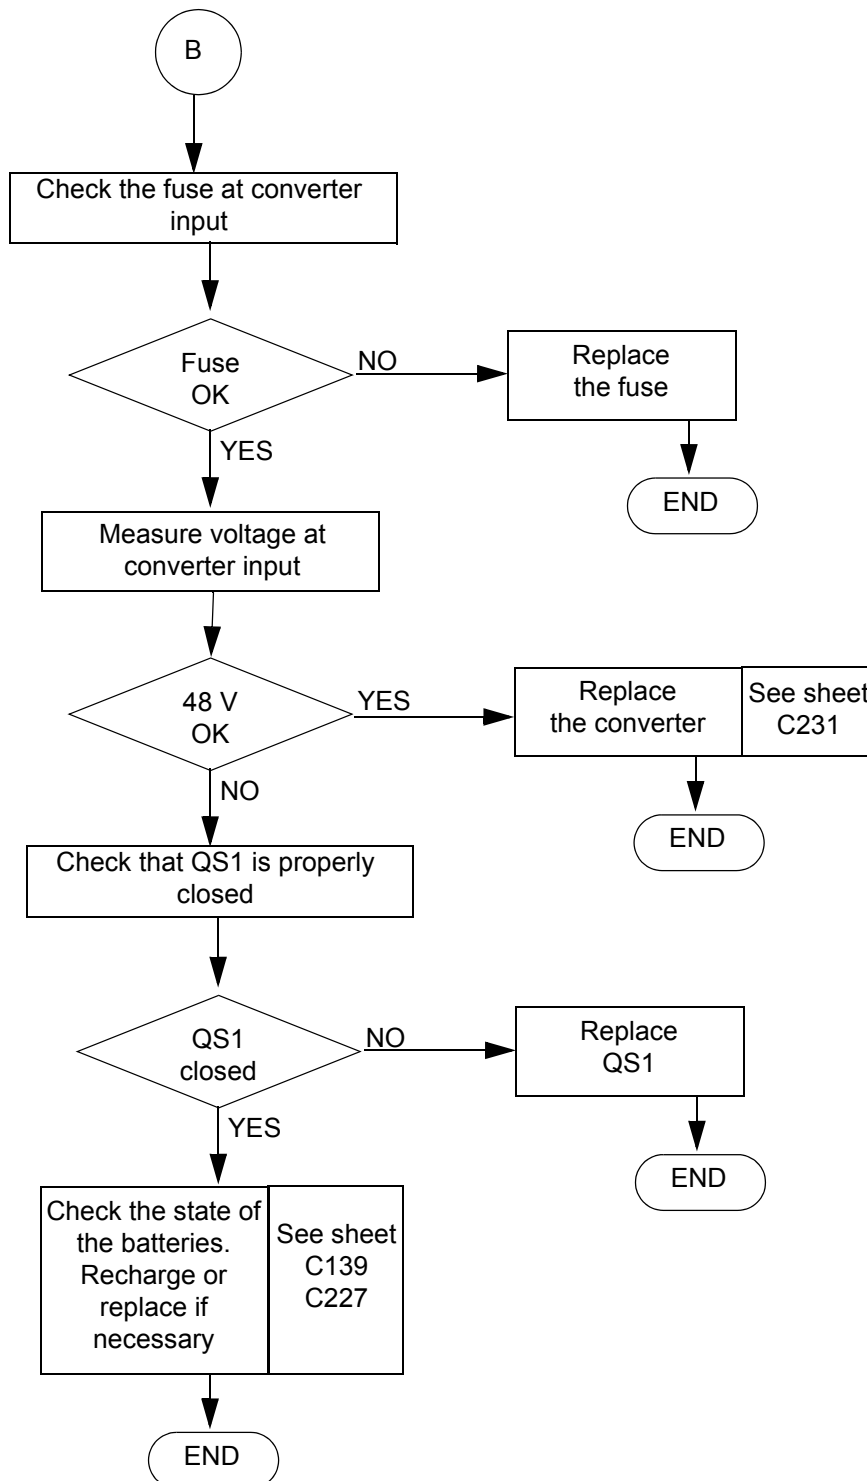 B
Check the fuse at converter
input
Fuse
OK
NO
Replace
the fuse
YES
END
Measure voltage at
converter input
48 V
OK
YES
Replace
the converter
See sheet
C231
NO
END
Check that QS1 is properly
closed
QS1
closed
NO
Replace
QS1
YES
END
Check the state of
the batteries.
Recharge or
replace if
necessary
See sheet
C139
C227
END